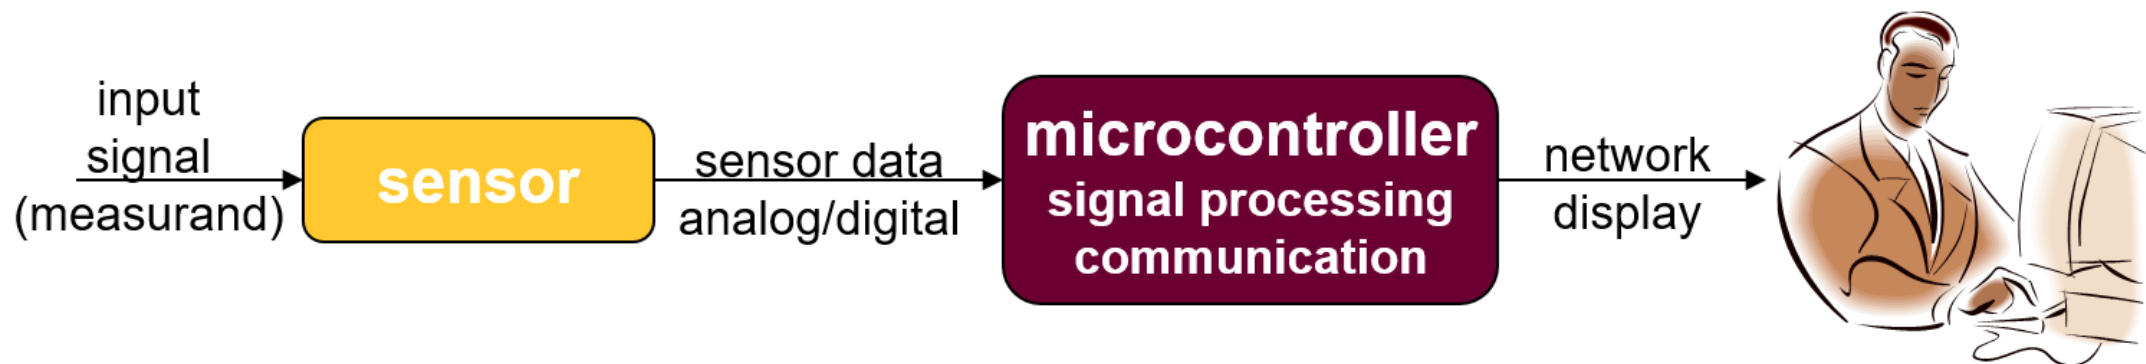 input
signal
(measurand)
sensor
sensor data
analog/digital
microcontroller
signal processing
communication
network
display